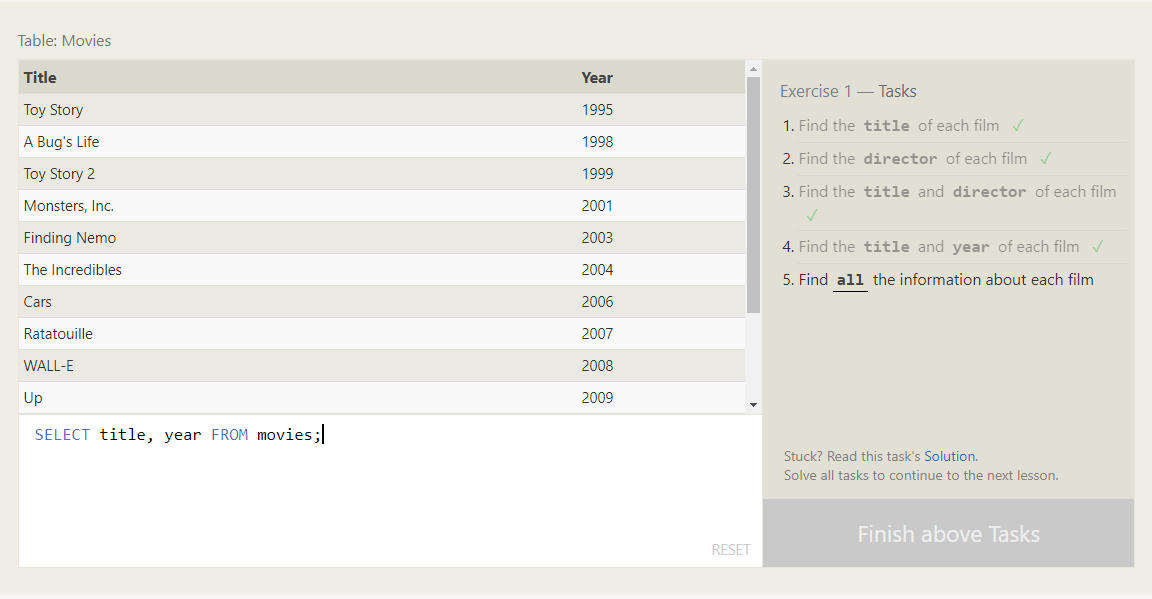 Table: Movies
Title Year
Toy Story 1995
A Bug's Life 1998
Toy Story 2 1999
Monsters, Inc. 2001
Finding Nemo 2003
The Incredibles 2004
Cars 2006
Ratatouille 2007
WALL-E 2008
Up 2009
SELECT title, year FROM movies;
RESET
Exercise 1 — Tasks
1. Find the title of each film ✓
2. Find the director of each film ✓
3. Find the title and director of each film
✓
4. Find the title and year of each film ✓
5. Find all the information about each film
Stuck? Read this task's Solution.
Solve all tasks to continue to the next lesson.
Finish above Tasks